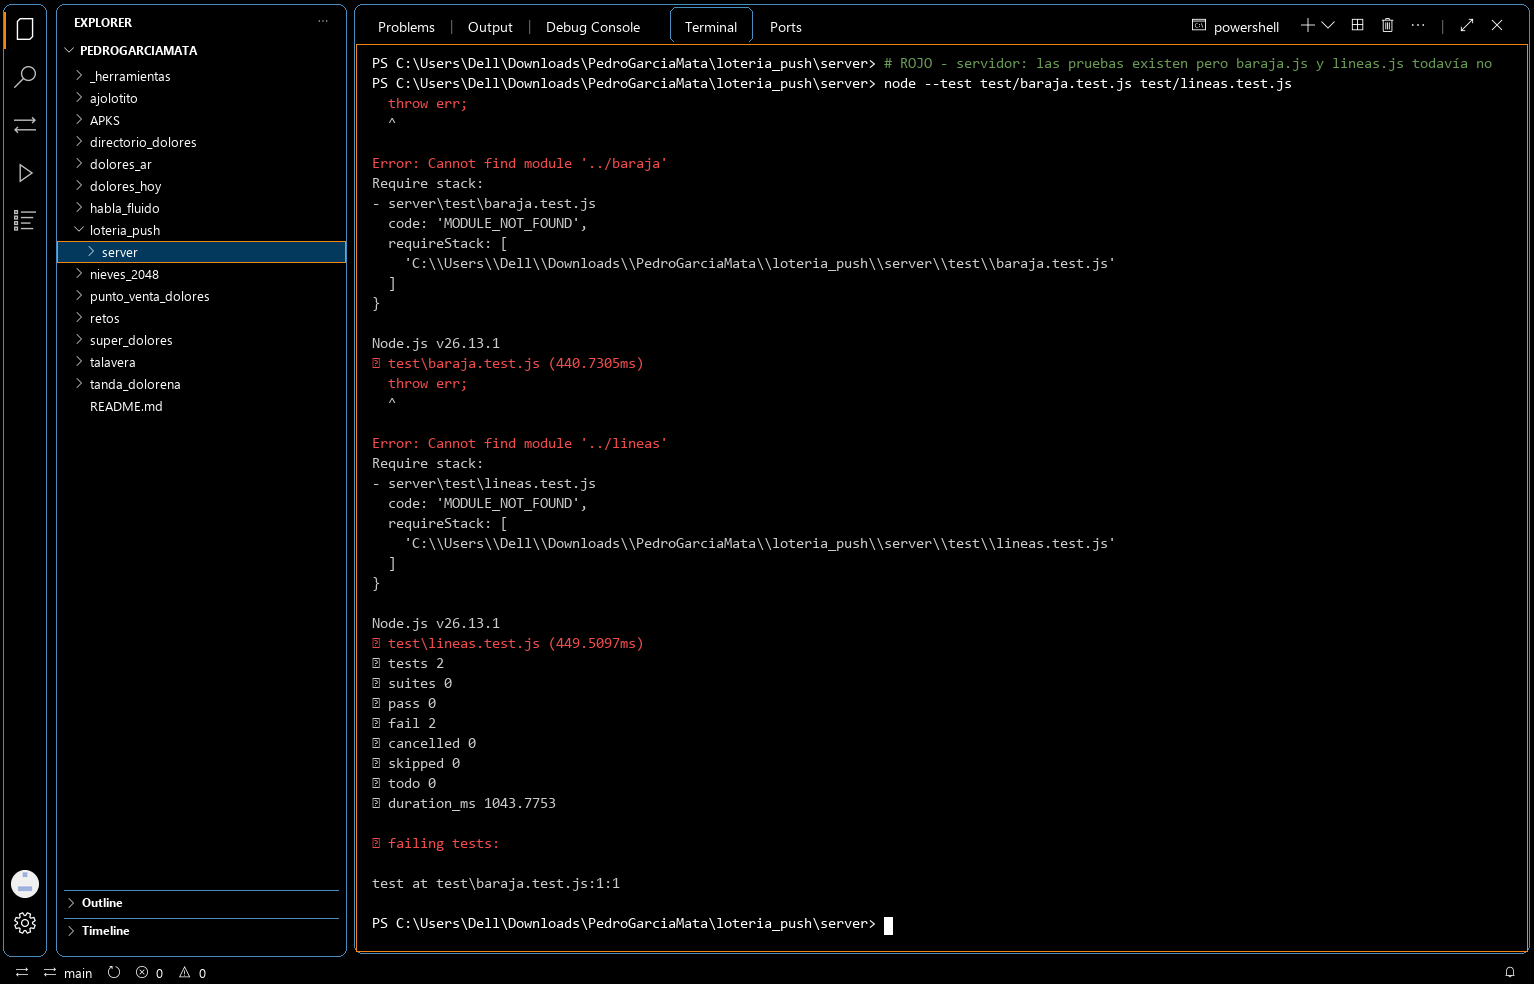 EXPLORER
PEDROGARCIAMATA
_herramientas
ajolotito
APKS
directorio_dolores
dolores_ar
dolores_hoy
habla_fluido
loteria_push
server
nieves_2048
punto_venta_dolores
retos
super_dolores
talavera
tanda_dolorena
README.md
Outline
Timeline
Problems | Output | Debug Console Terminal Ports
powershell
PS C:\Users\Dell\Downloads\PedroGarciaMata\loteria_push\server> # ROJO - servidor: las pruebas existen pero baraja.js y lineas.js todavía no
PS C:\Users\Dell\Downloads\PedroGarciaMata\loteria_push\server> node --test test/baraja.test.js test/lineas.test.js
throw err;
^
Error: Cannot find module '../baraja'
Require stack:
- server\test\baraja.test.js
code: 'MODULE_NOT_FOUND',
requireStack: [
'C:\\Users\\Dell\\Downloads\\PedroGarciaMata\\loteria_push\\server\\test\\baraja.test.js'
]
}
Node.js v26.13.1
test\baraja.test.js (440.7305ms)
throw err;
^
Error: Cannot find module '../lineas'
Require stack:
- server\test\lineas.test.js
code: 'MODULE_NOT_FOUND',
requireStack: [
'C:\\Users\\Dell\\Downloads\\PedroGarciaMata\\loteria_push\\server\\test\\lineas.test.js'
]
}
Node.js v26.13.1
test\lineas.test.js (449.5097ms)
tests 2
suites 0
pass 0
fail 2
cancelled 0
skipped 0
todo 0
duration_ms 1043.7753
failing tests:
test at test\baraja.test.js:1:1
PS C:\Users\Dell\Downloads\PedroGarciaMata\loteria_push\server>
main 0 0